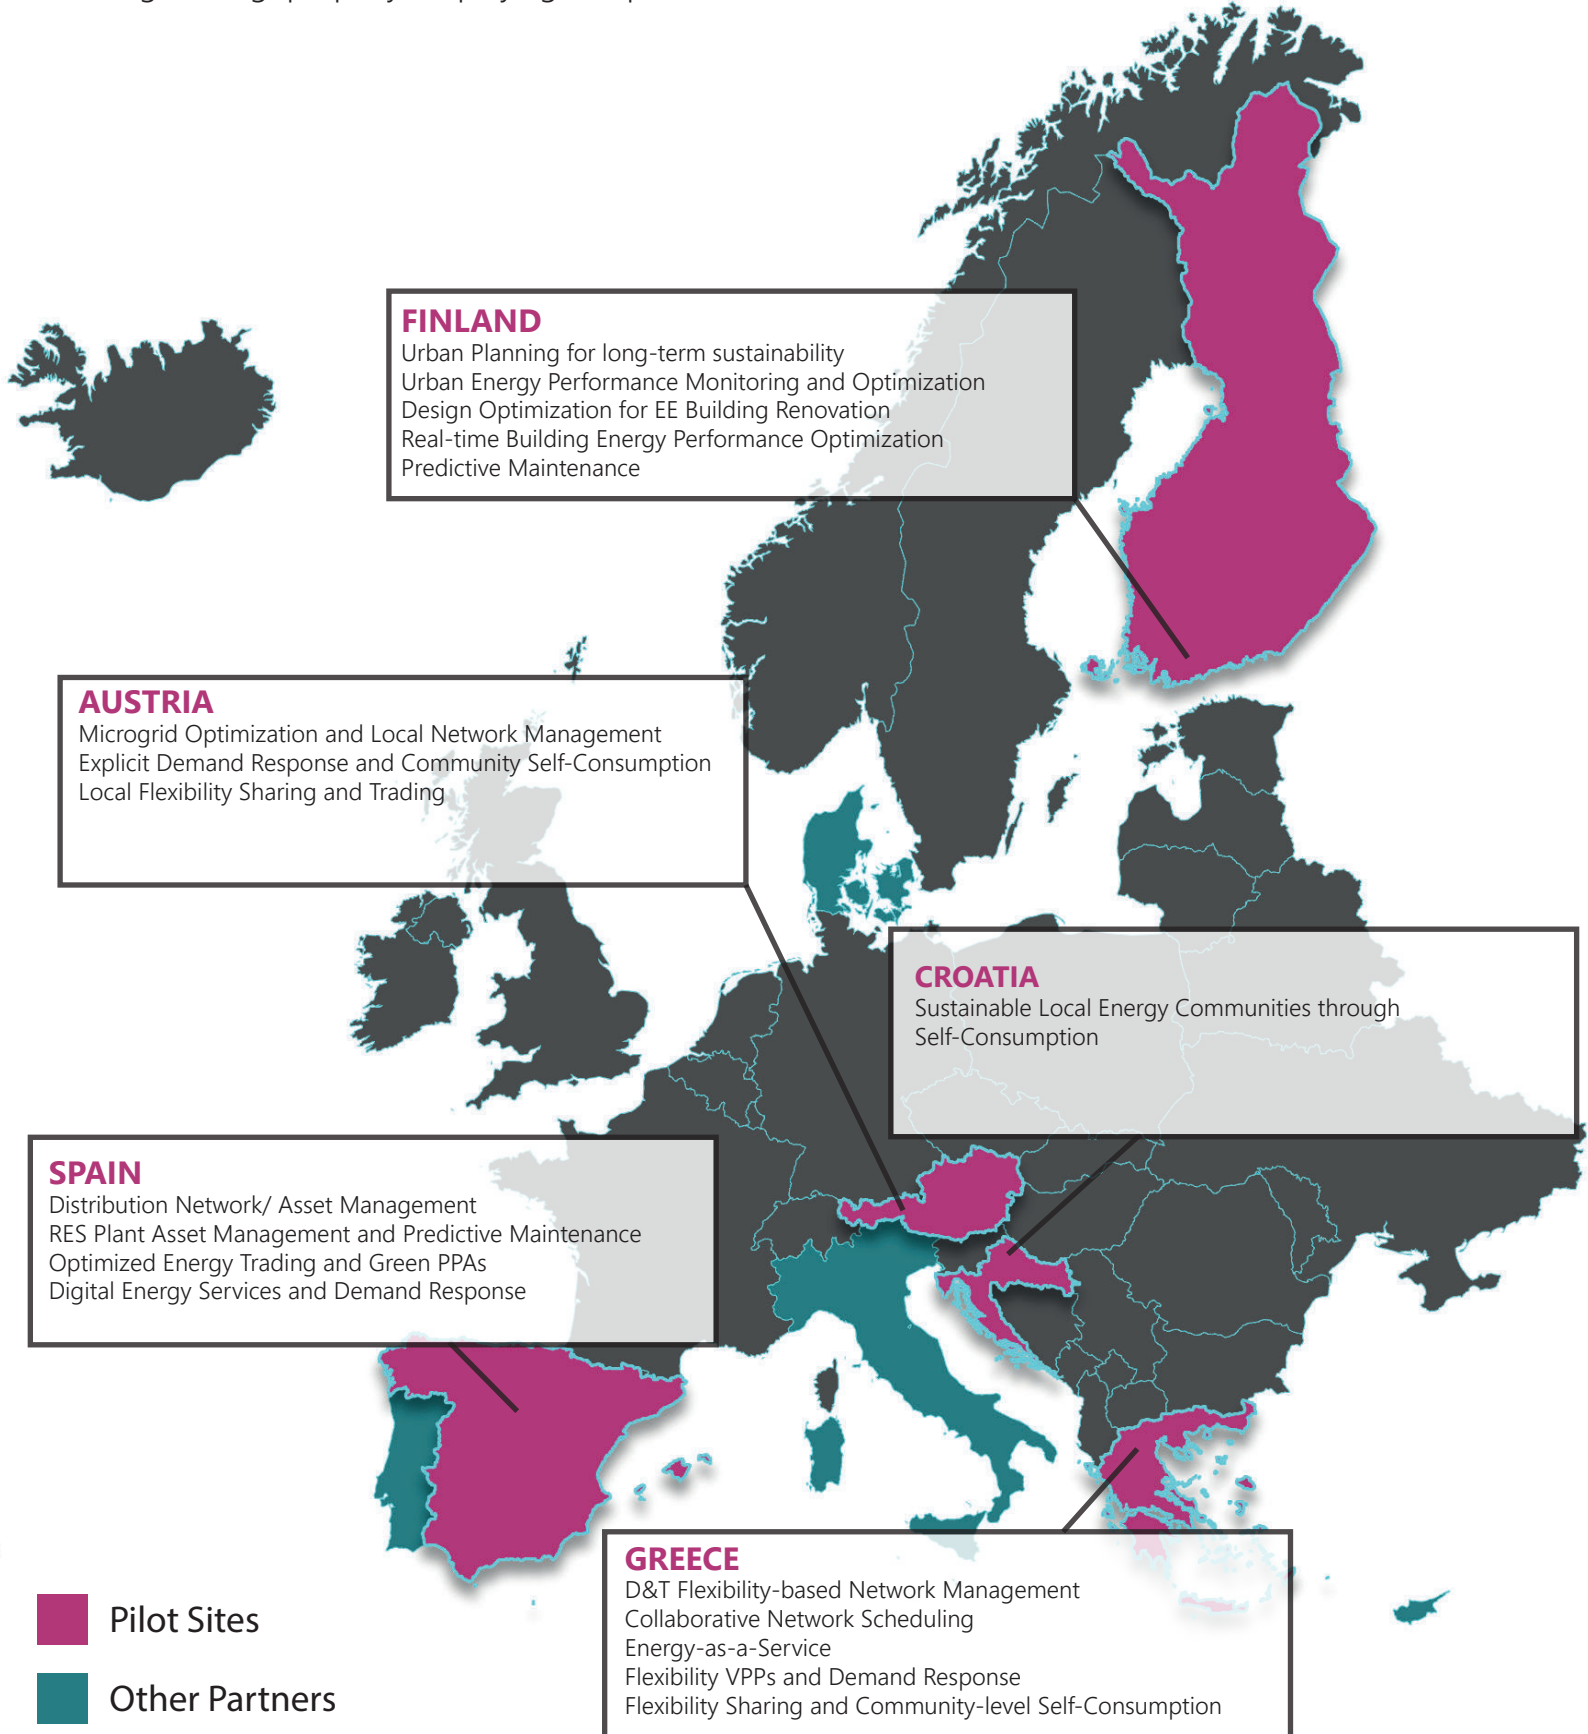 FINLAND
Urban Planning for long-term sustainability
Urban Energy Performance Monitoring and Optimization
Design Optimization for EE Building Renovation
Real-time Building Energy Performance Optimization
Predictive Maintenance
AUSTRIA
Microgrid Optimization and Local Network Management
Explicit Demand Response and Community Self-Consumption
Local Flexibility Sharing and Trading
CROATIA
Sustainable Local Energy Communities through
Self-Consumption
SPAIN
Distribution Network/ Asset Management
RES Plant Asset Management and Predictive Maintenance
Optimized Energy Trading and Green PPAs
Digital Energy Services and Demand Response
GREECE
D&T Flexibility-based Network Management
Collaborative Network Scheduling
Energy-as-a-Service
Flexibility VPPs and Demand Response
Flexibility Sharing and Community-level Self-Consumption
Pilot Sites
Other Partners